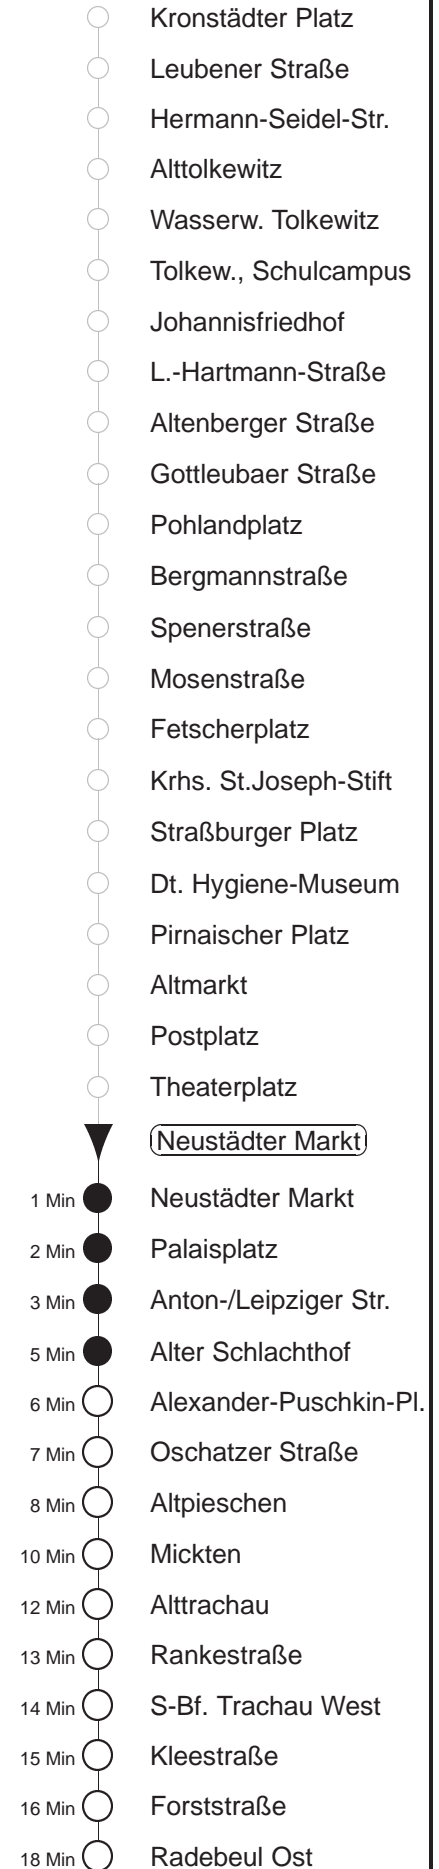 Kronstädter Platz
Leubener Straße
Hermann-Seidel-Str.
Alttolkewitz
Wasserw. Tolkewitz
Tolkew., Schulcampus
Johannisfriedhof
L.-Hartmann-Straße
Altenberger Straße
Gottleubaer Straße
Pohlandplatz
Bergmannstraße
Spenerstraße
Mosenstraße
Fetscherplatz
Krhs. St.Joseph-Stift
Straßburger Platz
Dt. Hygiene-Museum
Pirnaischer Platz
Altmarkt
Postplatz
Theaterplatz
Neustädter Markt
1 Min Neustädter Markt
2 Min Palaisplatz
3 Min Anton-/Leipziger Str.
5 Min Alter Schlachthof
6 Min Alexander-Puschkin-Pl.
7 Min Oschatzer Straße
8 Min Altpieschen
10 Min Mickten
12 Min Alttrachau
13 Min Rankestraße
14 Min S-Bf. Trachau West
15 Min Kleestraße
16 Min Forststraße
18 Min Radebeul Ost